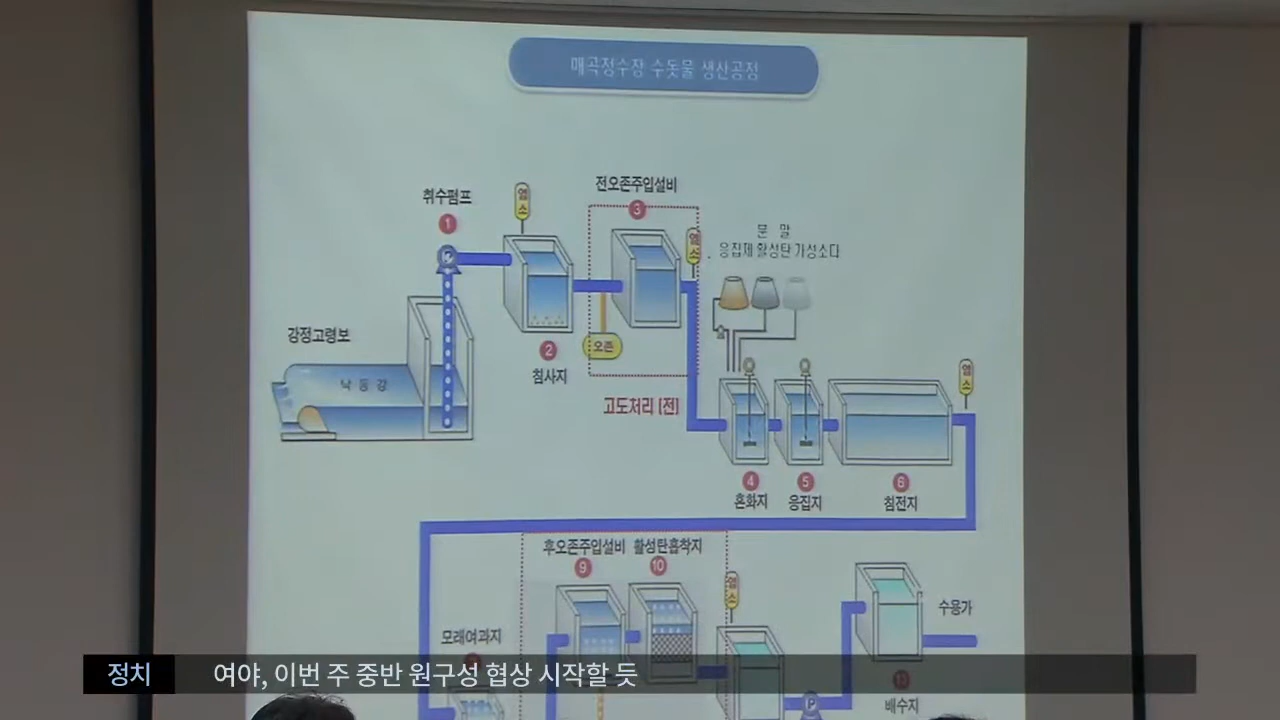 매곡정수장 수돗물 생산공정
취수펌프
1
염소
전오존주입설비
3
염소
분 말
응집제 활성탄 가성소다
강정고령보
낙동강
P
2
침사지
오존
고도처리 (전)
염소
4
혼화지
5
응집지
6
침전지
후오존주입설비
9
활성탄흡착지
10
염소
모래여과지
수용가
P
배수지
정치
여야, 이번 주 중반 원구성 협상 시작할 듯